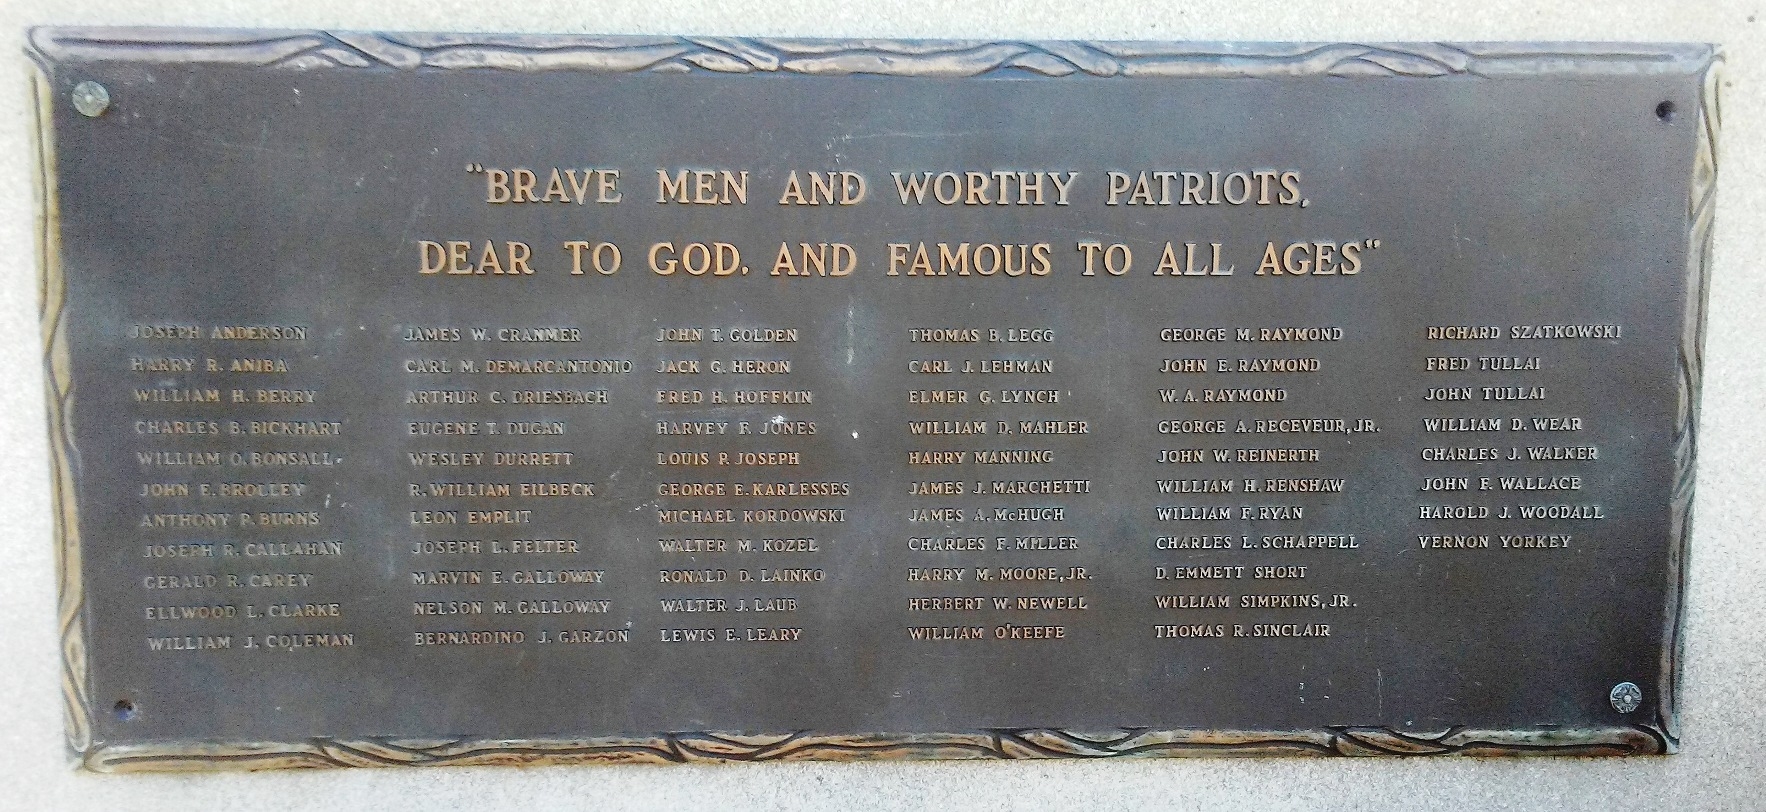 "BRAVE MEN AND WORTHY PATRIOTS,
DEAR TO GOD, AND FAMOUS TO ALL AGES"
JOSEPH ANDERSON
HARRY R. ANIBA
WILLIAM H. BERRY
CHARLES B. BICKHART
WILLIAM O. BONSALL
JOHN F. BROLLEY
ANTHONY P. BURNS
JOSEPH R. CALLAHAN
GERALD R. CAREY
ELLWOOD L. CLARKE
WILLIAM J. COLEMAN
JAMES W. CRANMER
CARL M. DEMARCANTONIO
ARTHUR C. DRIESBACH
EUGENE T. DUGAN
WESLEY DURRETT
R. WILLIAM EILBECK
LEON EMPLIT
JOSEPH L. FELTER
MARVIN E. GALLOWAY
NELSON M. GALLOWAY
BERNARDINO J. GARZON
JOHN T. GOLDEN
JACK G. HERON
FRED H. HOFFKIN
HARVEY F. JONES
LOUIS P. JOSEPH
GEORGE E. KARLESSES
MICHAEL KORDOWSKI
WALTER M. KOZEL
RONALD D. LAINKO
WALTER J. LAUB
LEWIS E. LEARY
THOMAS B. LEGG
CARL J. LEHMAN
ELMER G. LYNCH
WILLIAM D. MAHLER
HARRY MANNING
JAMES J. MARCHETTI
JAMES A. McHUGH
CHARLES F. MILLER
HARRY M. MOORE, JR.
HERBERT W. NEWELL
WILLIAM O'KEEFE
GEORGE M. RAYMOND
JOHN E. RAYMOND
W. A. RAYMOND
GEORGE A. RECEVEUR, JR.
JOHN W. REINERTH
WILLIAM H. RENSHAW
WILLIAM F. RYAN
CHARLES L. SCHAPPELL
D. EMMETT SHORT
WILLIAM SIMPKINS, JR.
THOMAS R. SINCLAIR
RICHARD SZATKOWSKI
FRED TULLAI
JOHN TULLAI
WILLIAM D. WEAR
CHARLES J. WALKER
JOHN F. WALLACE
HAROLD J. WOODALL
VERNON YORKEY